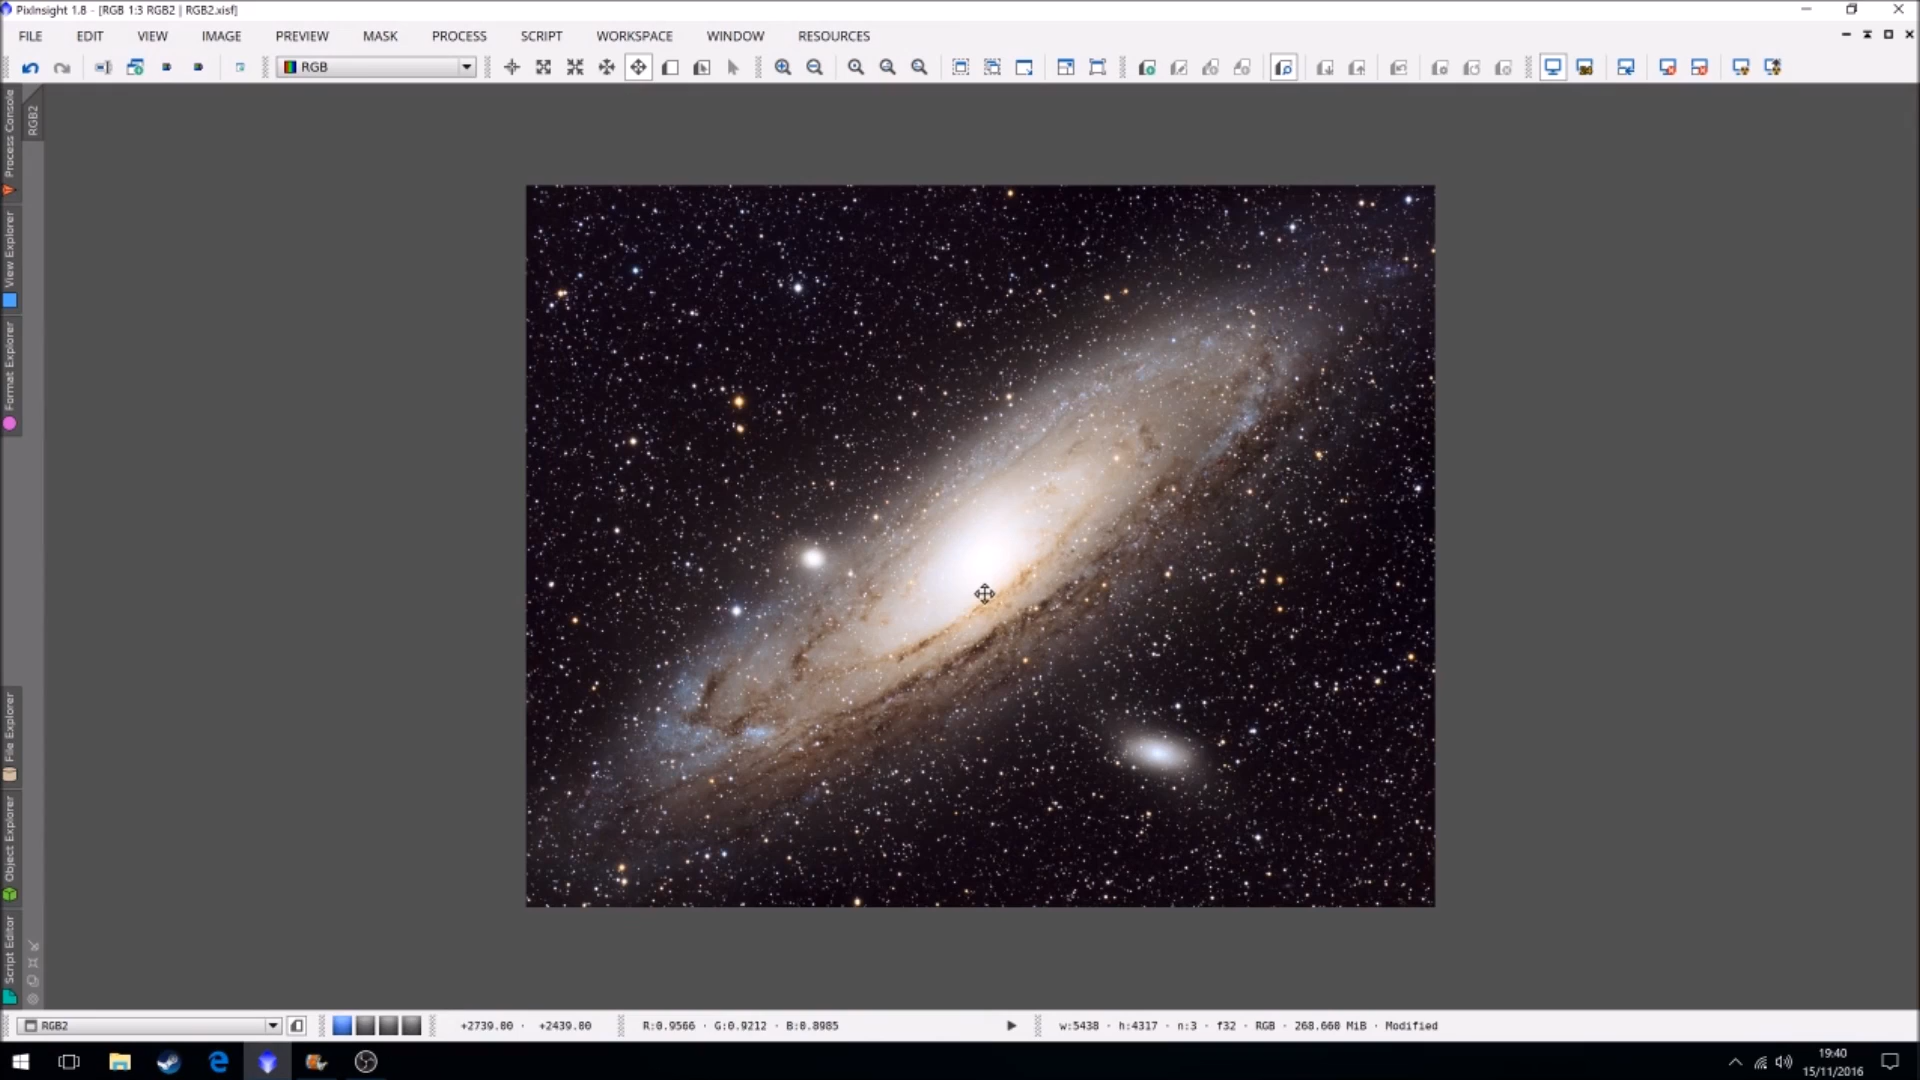 PixInsight 1.8 - [RGB 1:3 RGB2 | RGB2.xisf]
FILE EDIT VIEW IMAGE PREVIEW MASK PROCESS SCRIPT WORKSPACE WINDOW RESOURCES
RGB
Process Console
RGB2
View Explorer
Format Explorer
File Explorer
Object Explorer
Script Editor
RGB2 +2739.00 · +2439.00 R:0.9566 · G:0.9212 · B:0.8985 w:5438 · h:4317 · n:3 · f32 · RGB · 268.660 MiB · Modified
19:40
15/11/2016